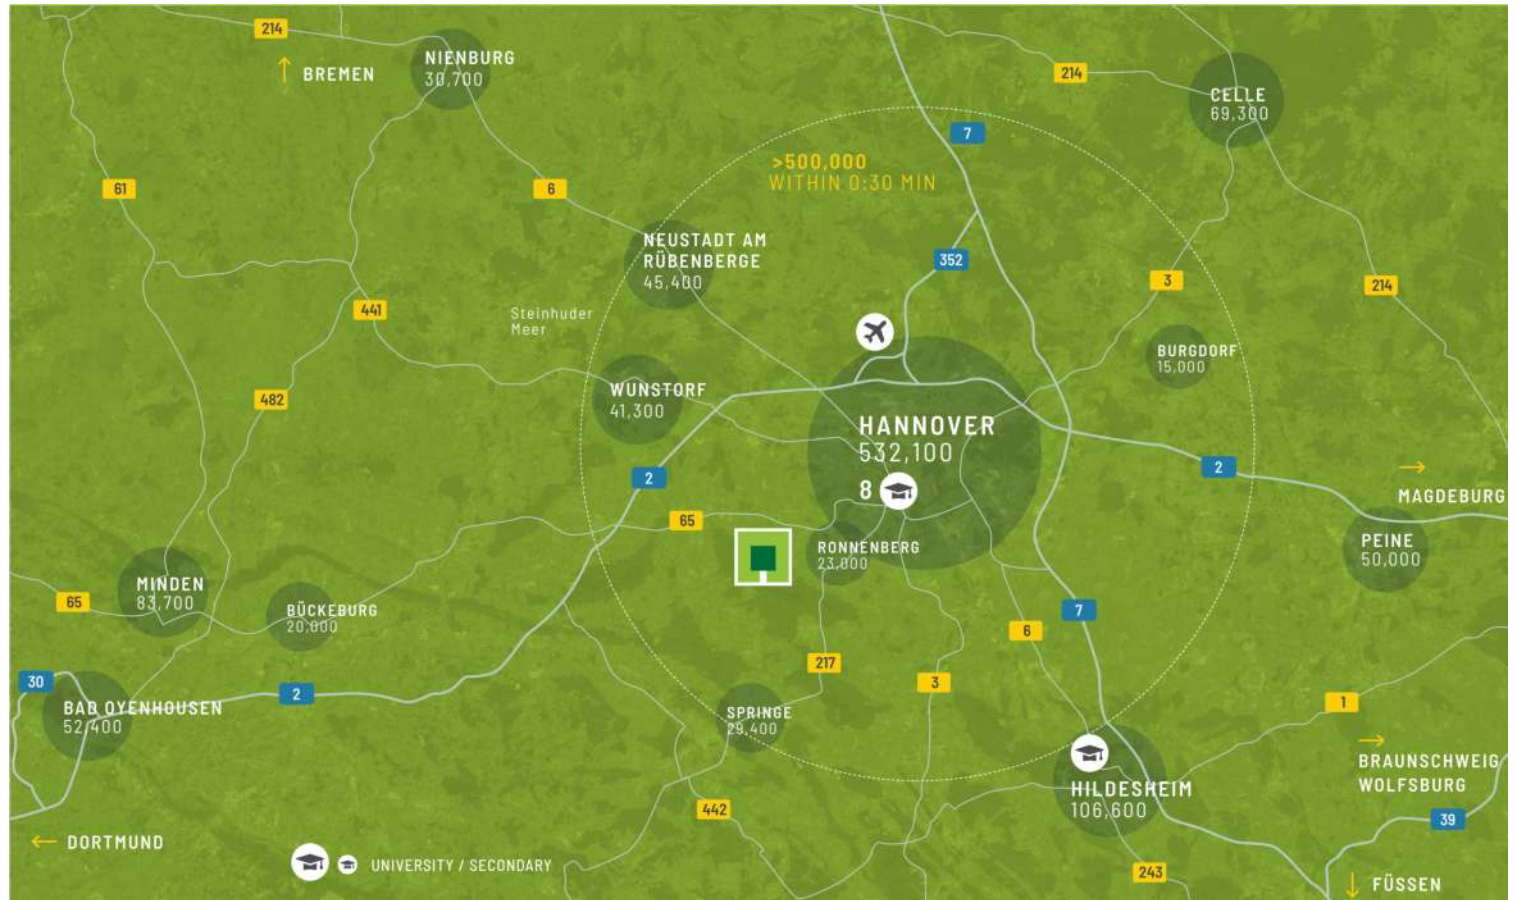 214
NIENBURG
30,700
BREMEN
214
CELLE
69,300
7
>500,000
WITHIN 0:30 MIN
61
6
NEUSTADT AM
RÜBENBERGE
45,400
352
3
214
441
Steinhuder
Meer
BURGDORF
15,000
482
WUNSTORF
41,300
HANNOVER
532,100
8
2
2
MAGDEBURG
65
RONNENBERG
23,000
PEINE
50,000
MINDEN
83,700
65
BÜCKEBURG
20,000
7
6
217
3
30
2
BAD OYENHOUSEN
52,400
SPRINGE
29,400
1
BRAUNSCHWEIG
WOLFSBURG
HILDESHEIM
106,600
442
39
DORTMUND
UNIVERSITY / SECONDARY
243
FÜSSEN